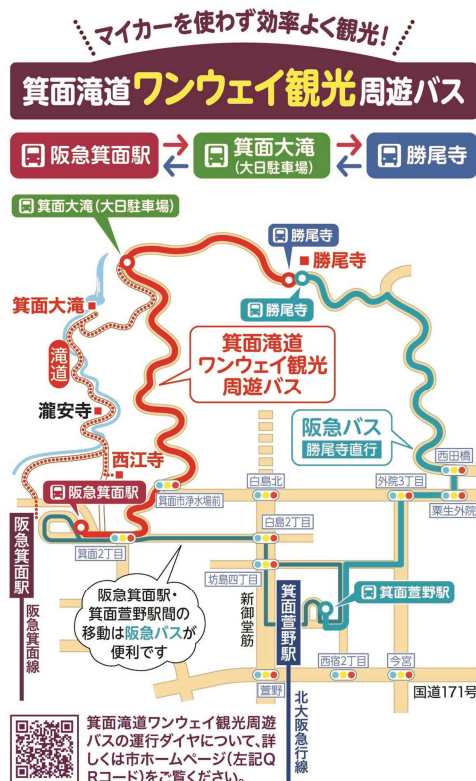 マイカーを使わず効率よく観光!
箕面滝道ワンウェイ観光周遊バス
阪急箕面駅
箕面大滝
(大日駐車場)
勝尾寺
箕面大滝(大日駐車場)
勝尾寺
勝尾寺
勝尾寺
箕面大滝
滝道
箕面滝道
ワンウェイ観光
周遊バス
瀧安寺
阪急バス
勝尾寺直行
西江寺
西田橋
阪急箕面駅
箕面市浄水場前
白島北
外院3丁目
粟生外院
阪急箕面駅
箕面2丁目
白島2丁目
坊島四丁目
阪急箕面線
阪急箕面駅・
箕面萱野駅間の
移動は阪急バスが
便利です
新御堂筋
箕面萱野駅
箕面萱野駅
萱野
西宿2丁目
今宮
国道171号
北大阪急行線
箕面滝道ワンウェイ観光周遊
バスの運行ダイヤについて、詳
しくは市ホームページ(左記Q
Rコード)をご覧ください。